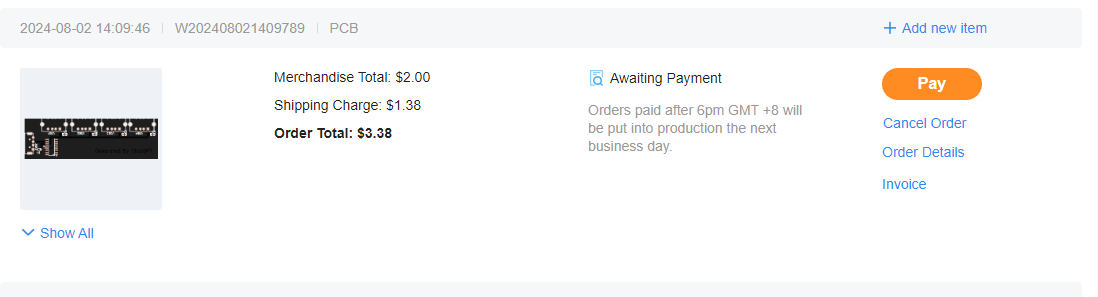 2024-08-02 14:09:46 | W202408021409789 | PCB
+ Add new item
Merchandise Total: $2.00
Shipping Charge: $1.38
Order Total: $3.38
Awaiting Payment
Orders paid after 6pm GMT +8 will
be put into production the next
business day.
Pay
Cancel Order
Order Details
Invoice
Show All